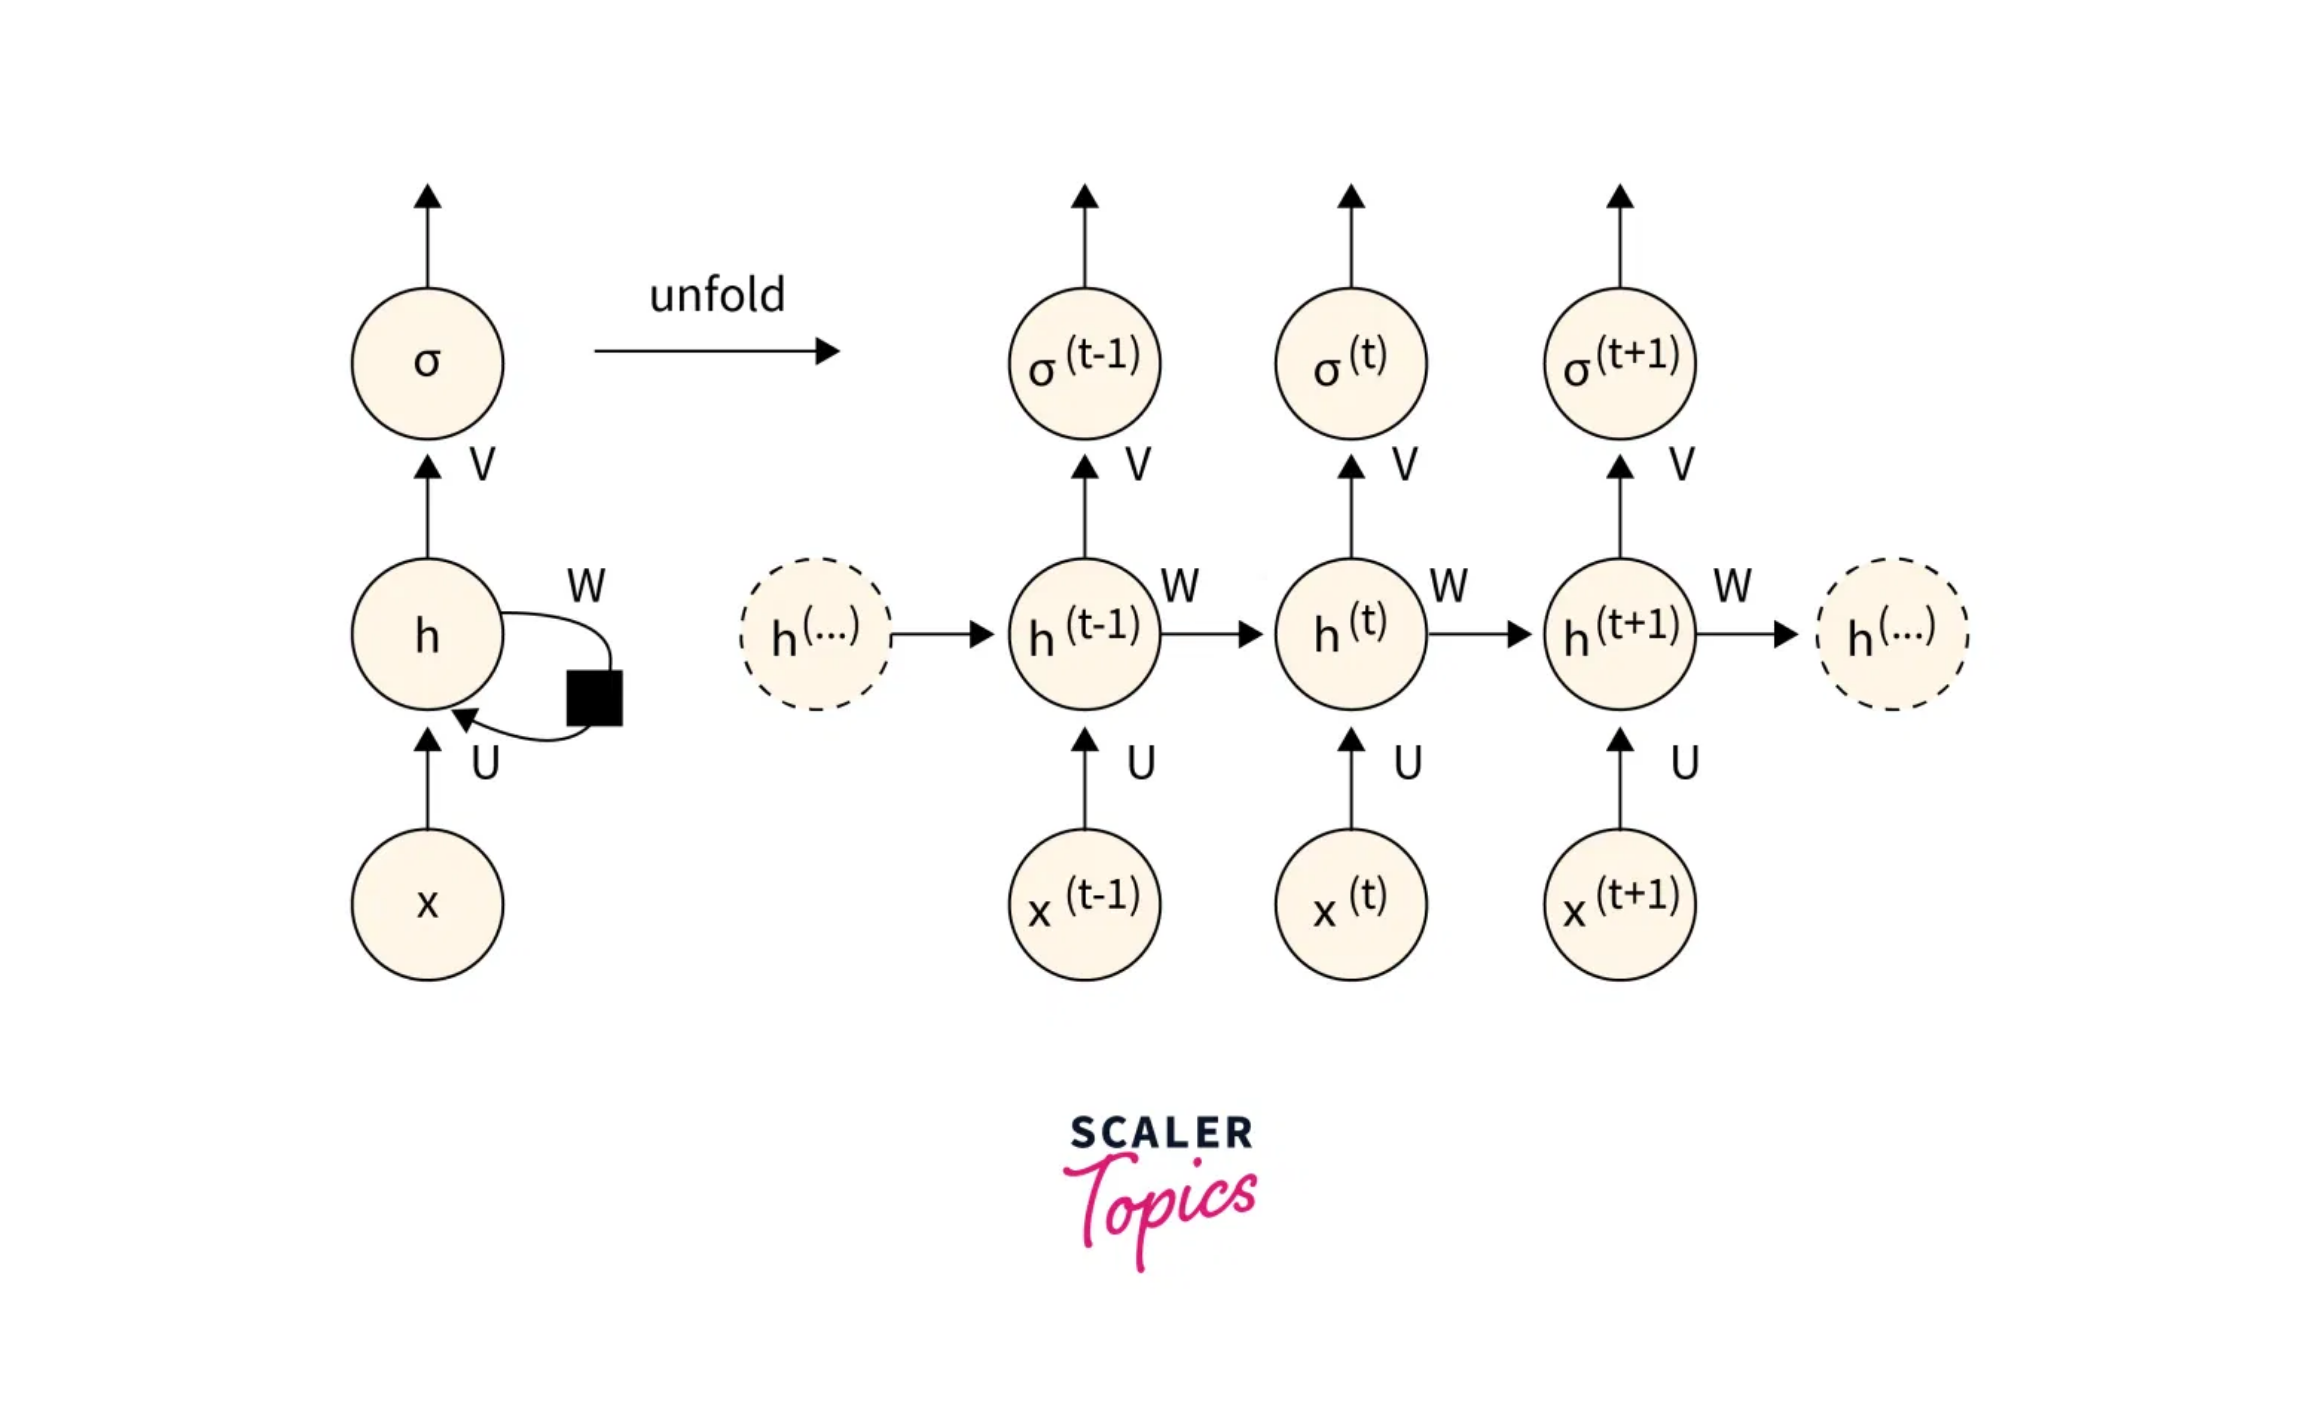 unfold
σ σ(t-1) σ(t) σ(t+1)
V V V V
W W W W
h h(...) h(t-1) h(t) h(t+1) h(...)
U U U U
x x(t-1) x(t) x(t+1)
SCALER
Topics